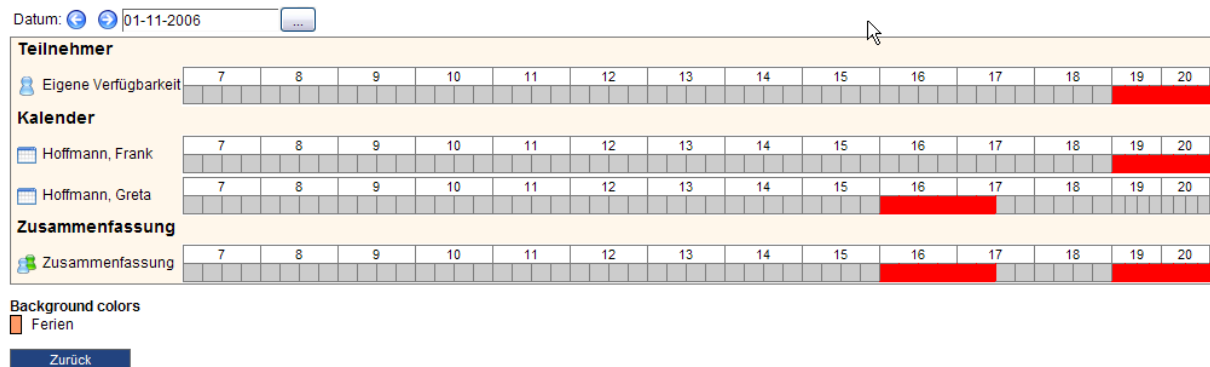 Datum: 01-11-2006 ...
Teilnehmer
7 8 9 10 11 12 13 14 15 16 17 18 19 20
Eigene Verfügbarkeit
Kalender
7 8 9 10 11 12 13 14 15 16 17 18 19 20
Hoffmann, Frank
7 8 9 10 11 12 13 14 15 16 17 18 19 20
Hoffmann, Greta
Zusammenfassung
7 8 9 10 11 12 13 14 15 16 17 18 19 20
Zusammenfassung
Background colors
Ferien
Zurück